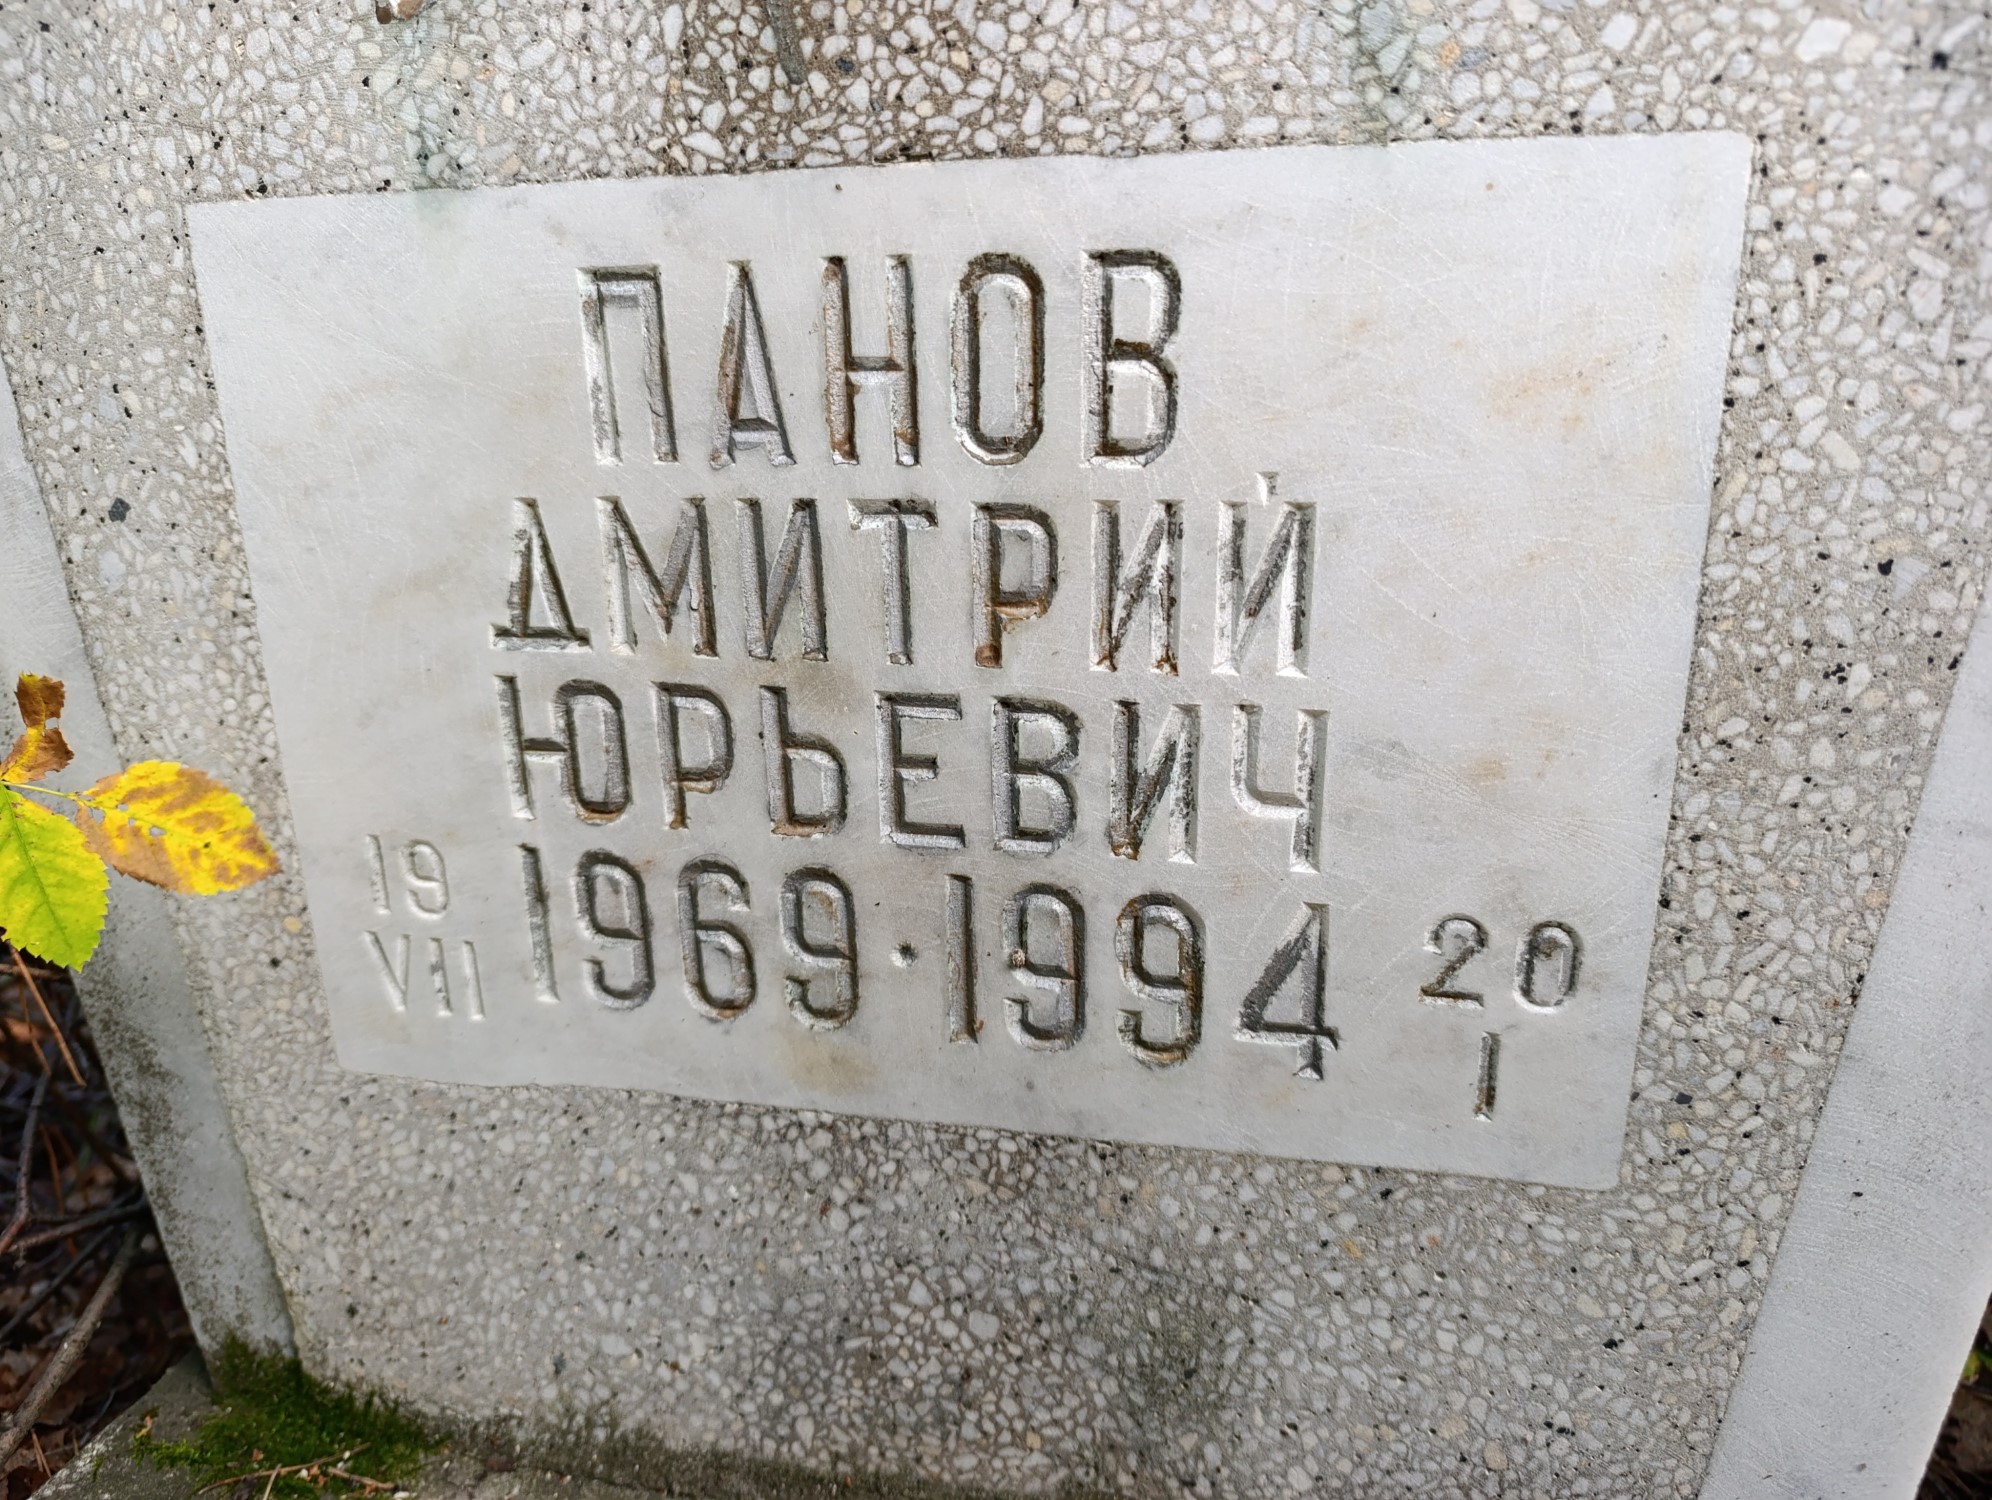 ПАНОВ
ДМИТРИЙ
ЮРЬЕВИЧ
19 1969·1994 20
VII I